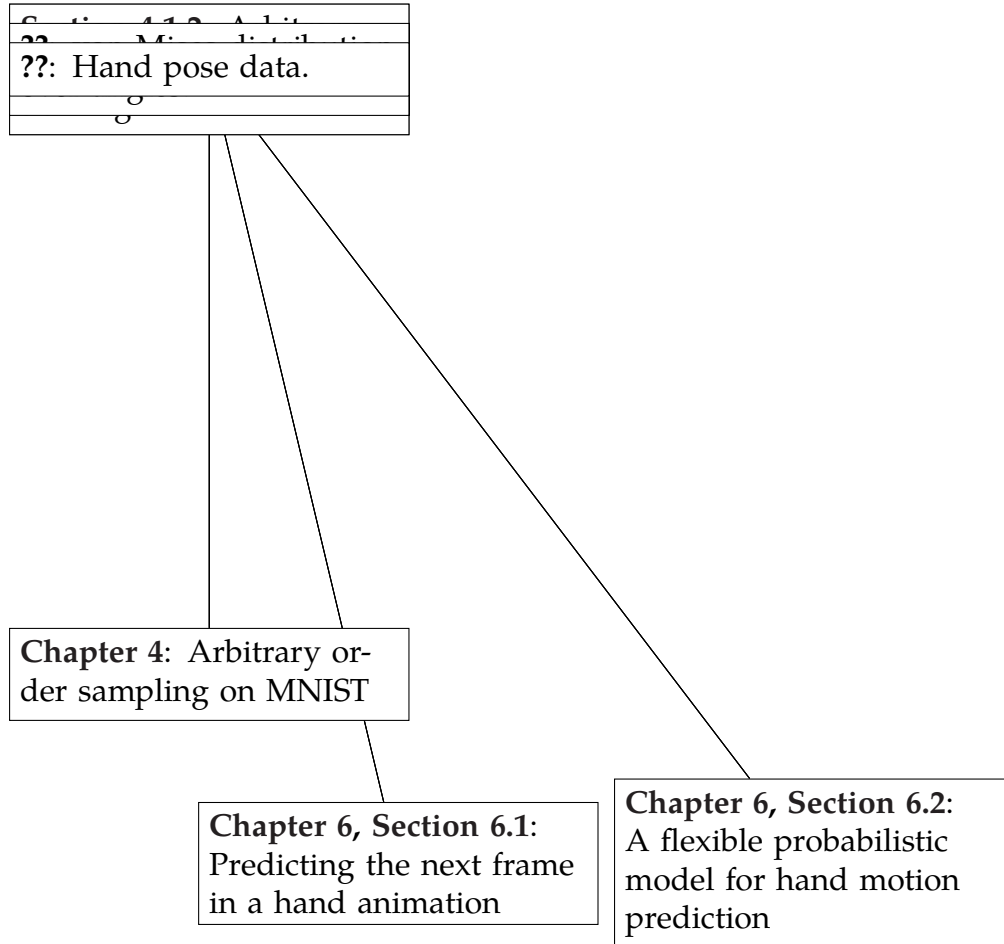 ??: Hand pose data.
Chapter 4: Arbitrary or-
der sampling on MNIST
Chapter 6, Section 6.1:
Predicting the next frame
in a hand animation
Chapter 6, Section 6.2:
A flexible probabilistic
model for hand motion
prediction